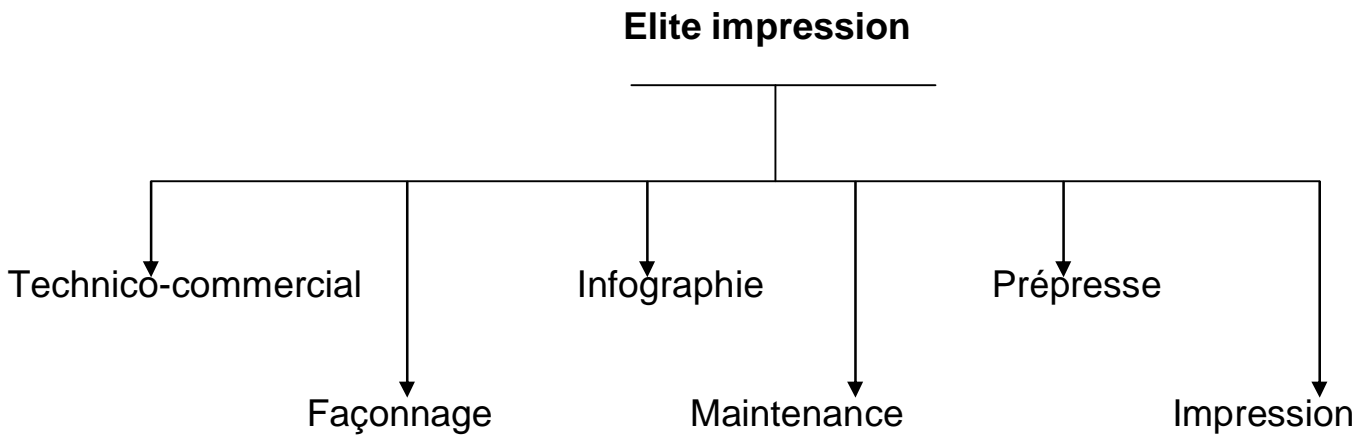 Elite impression
Technico-commercial Infographie Prépresse
Façonnage Maintenance Impression